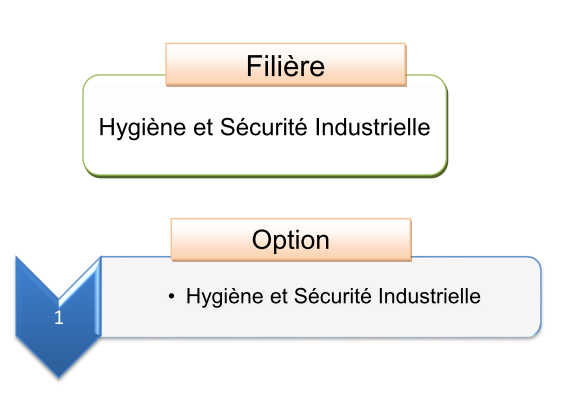 Filière
Hygiène et Sécurité Industrielle
Option
1
• Hygiène et Sécurité Industrielle